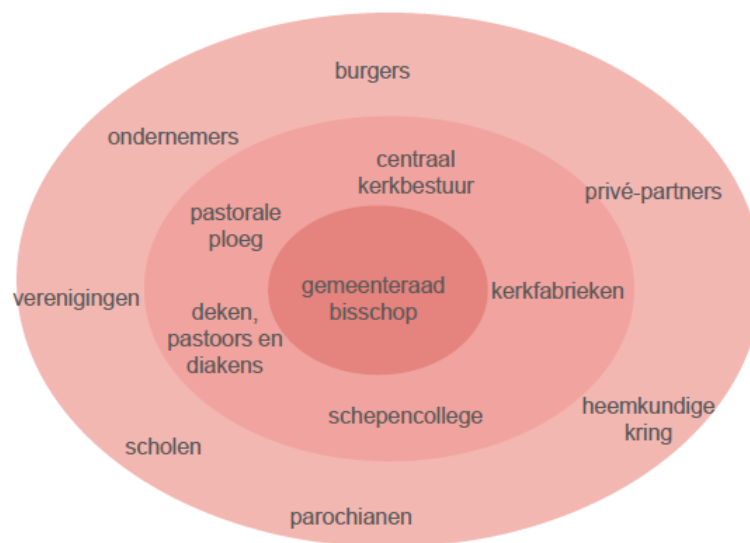 burgers
ondernemers
centraal
kerkbestuur
privé-partners
pastorale
ploeg
gemeenteraad
bisschop
kerkfabrieken
verenigingen
deken,
pastoors en
diakens
schepencollege
heemkundige
kring
scholen
parochianen